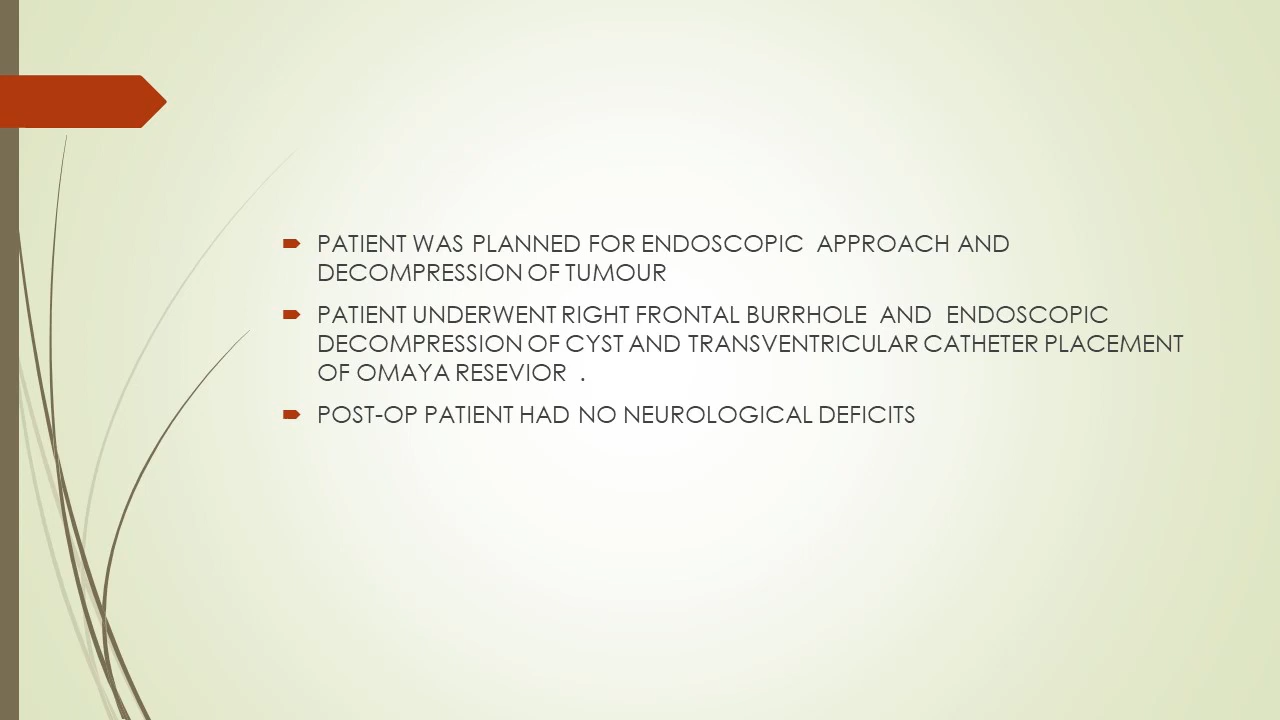 PATIENT WAS PLANNED FOR ENDOSCOPIC APPROACH AND
DECOMPRESSION OF TUMOUR
PATIENT UNDERWENT RIGHT FRONTAL BURRHOLE AND ENDOSCOPIC
DECOMPRESSION OF CYST AND TRANSVENTRICULAR CATHETER PLACEMENT
OF OMAYA RESEVIOR .
POST-OP PATIENT HAD NO NEUROLOGICAL DEFICITS